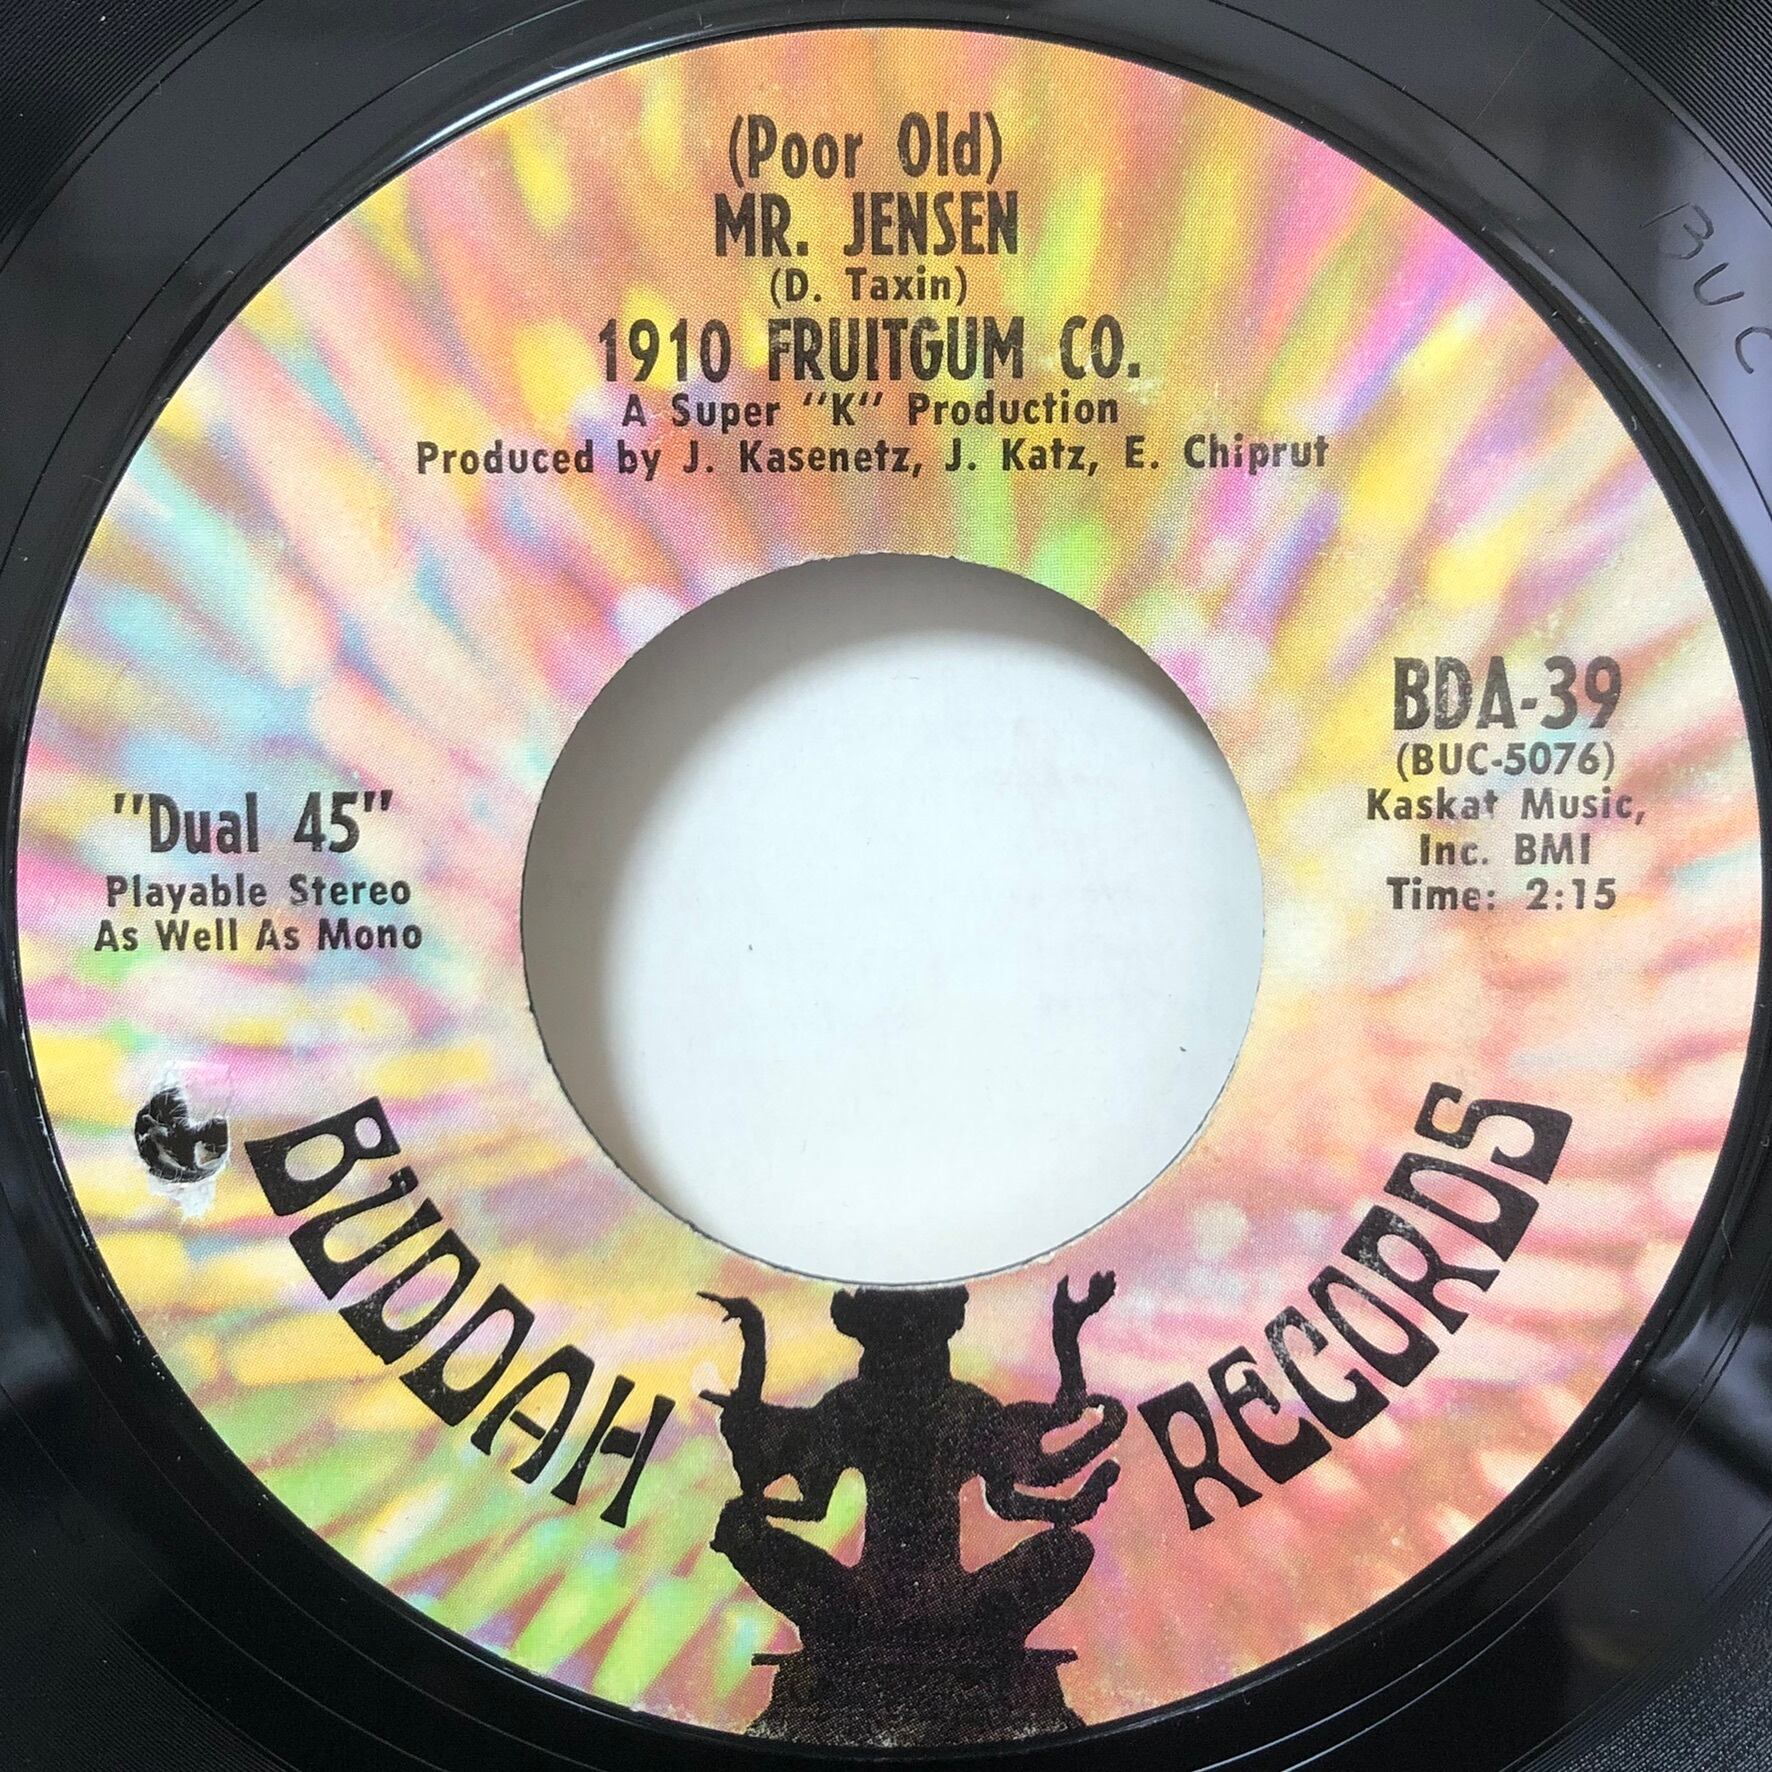 (Poor Old)
MR. JENSEN
(D. Taxin)
1910 FRUITGUM CO.
A Super "K" Production
Produced by J. Kasenetz, J. Katz, E. Chiprut
BDA-39
(BUC-5076)
Kaskat Music,
Inc. BMI
Time: 2:15
"Dual 45"
Playable Stereo
As Well As Mono
BUDDAH RECORDS
BUC